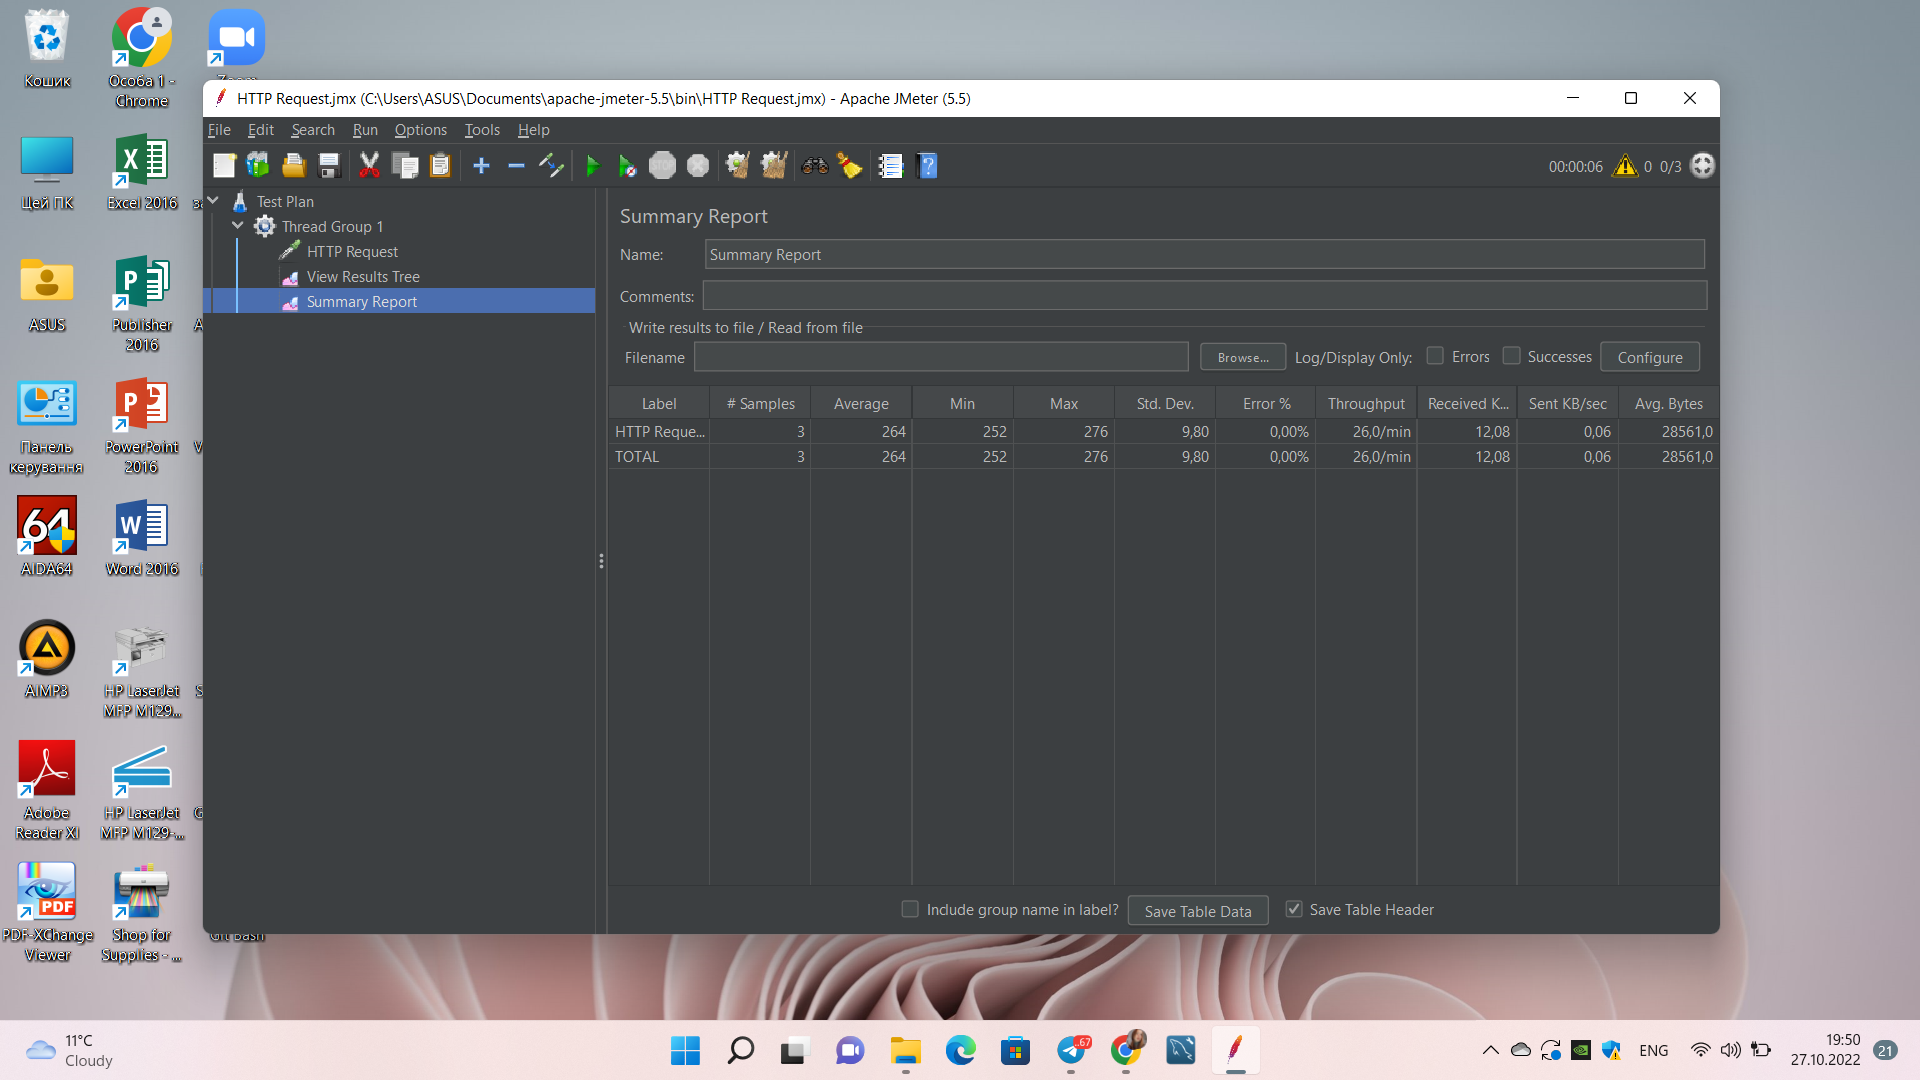 Кошик
Особа 1 -
Chrome
Цей ПК
Excel 2016
ASUS
Publisher
2016
Панель
керування
PowerPoint
2016
64
AIDA64
Word 2016
AIMP3
HP LaserJet
MFP M129...
Adobe
Reader XI
HP LaserJet
MFP M129-...
PDF
PDF-XChange
Viewer
Shop for
Supplies - ...
Git Bash
HTTP Request.jmx (C:\Users\ASUS\Documents\apache-jmeter-5.5\bin\HTTP Request.jmx) - Apache JMeter (5.5)
File Edit Search Run Options Tools Help
STOP
00:00:06 0 0/3
Test Plan
Thread Group 1
HTTP Request
View Results Tree
Summary Report
Summary Report
Name: Summary Report
Comments:
Write results to file / Read from file
Filename Browse... Log/Display Only: Errors Successes Configure
Label # Samples Average Min Max Std. Dev. Error % Throughput Received K... Sent KB/sec Avg. Bytes
HTTP Reque... 3 264 252 276 9,80 0,00% 26,0/min 12,08 0,06 28561,0
TOTAL 3 264 252 276 9,80 0,00% 26,0/min 12,08 0,06 28561,0
Include group name in label? Save Table Data Save Table Header
11°C
Cloudy
.67
ENG
19:50
27.10.2022
21